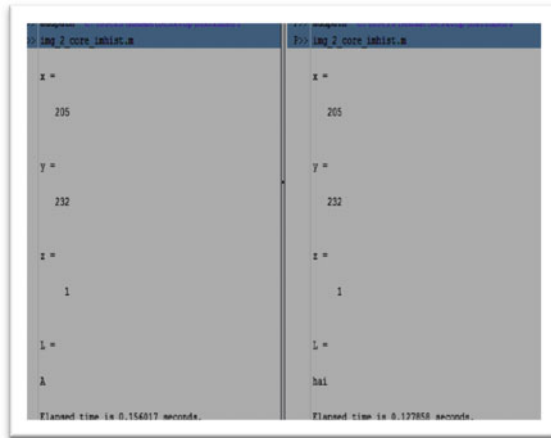 >> img_2_core_imhist.m
x =
205
y =
232
z =
1
L =
A
Elapsed time is 0.156017 seconds.
P>> img_2_core_imhist.m
x =
205
y =
232
z =
1
L =
hai
Elapsed time is 0.127858 seconds.